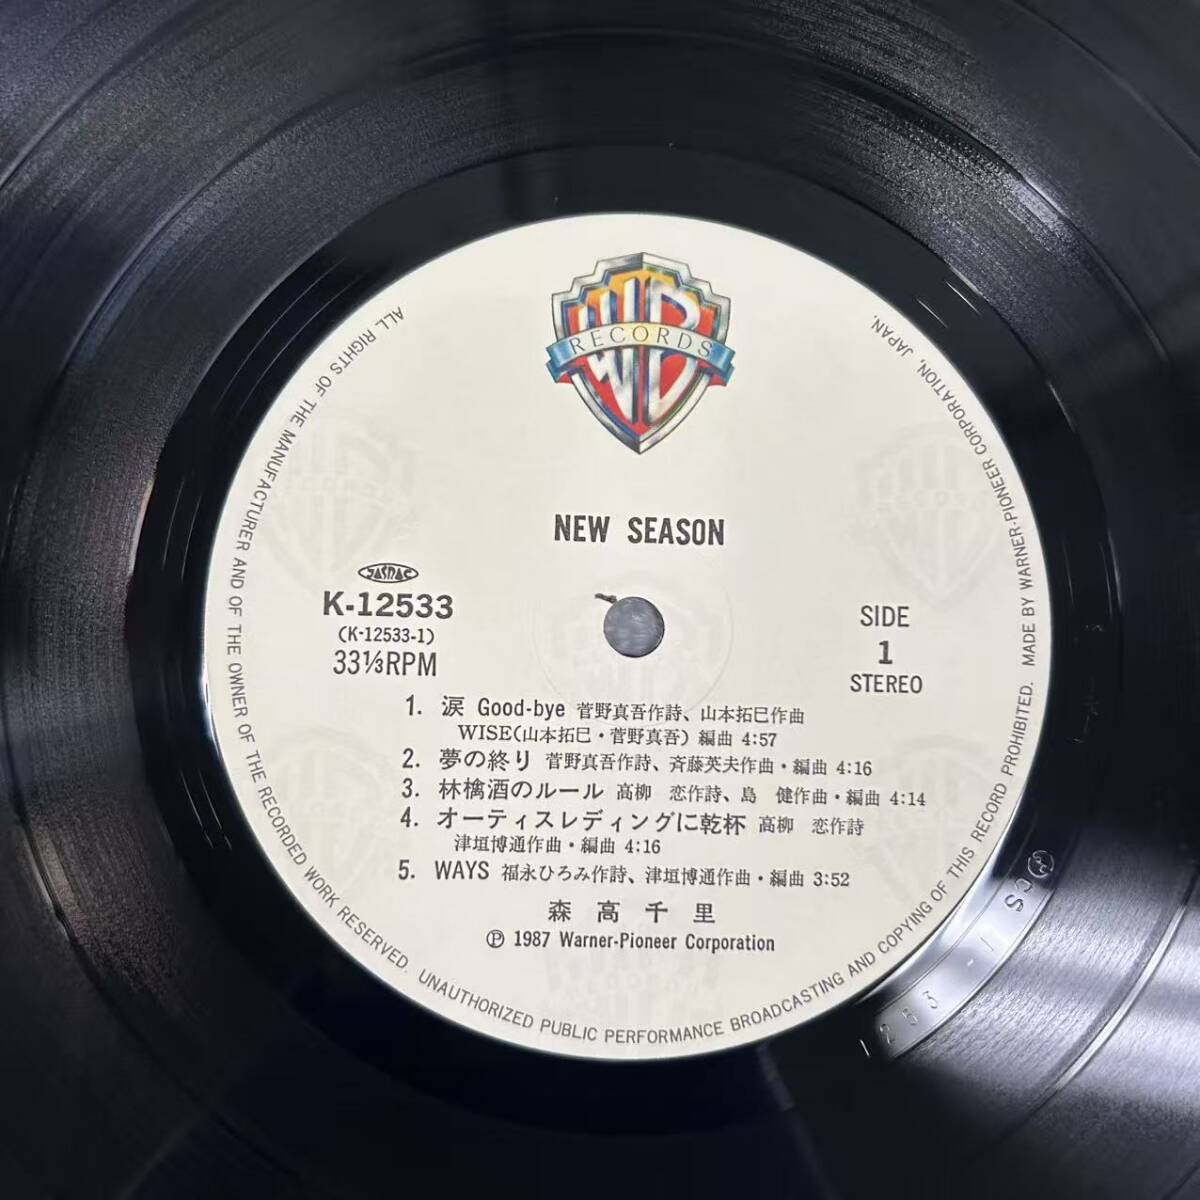 WB
RECORDS
NEW SEASON
JASRAC
K-12533
(K-12533-1)
33⅓RPM
SIDE
1
STEREO
1. 涙 Good-bye 菅野真吾作詩、山本拓巳作曲
WISE(山本拓巳・菅野真吾) 編曲 4:57
2. 夢の終り 菅野真吾作詩、斉藤英夫作曲・編曲 4:16
3. 林檎酒のルール 高柳 恋作詩、島 健作曲・編曲 4:14
4. オーティスレディングに乾杯 高柳 恋作詩
津垣博通作曲・編曲 4:16
5. WAYS 福永ひろみ作詩、津垣博通作曲・編曲 3:52
森高千里
Ⓟ 1987 Warner-Pioneer Corporation
ALL RIGHTS OF THE MANUFACTURER AND OF THE OWNER OF THE RECORDED WORK RESERVED. UNAUTHORIZED PUBLIC PERFORMANCE BROADCASTING AND COPYING OF THIS RECORD PROHIBITED. MADE BY WARNER-PIONEER CORPORATION, JAPAN.